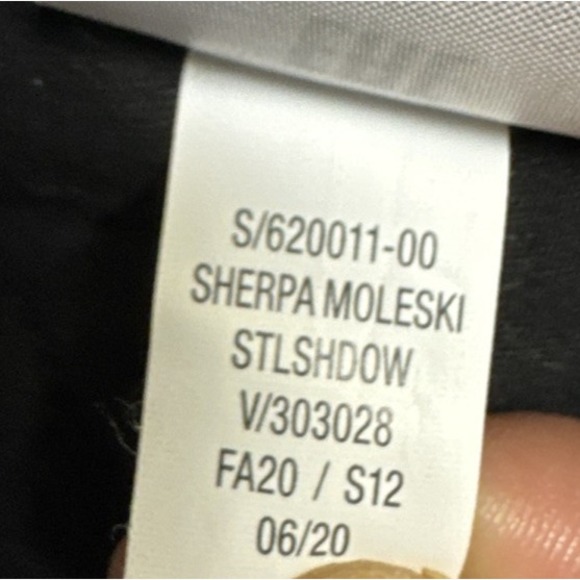 S/620011-00
SHERPA MOLESKI
STLSHDOW
V/303028
FA20 / S12
06/20